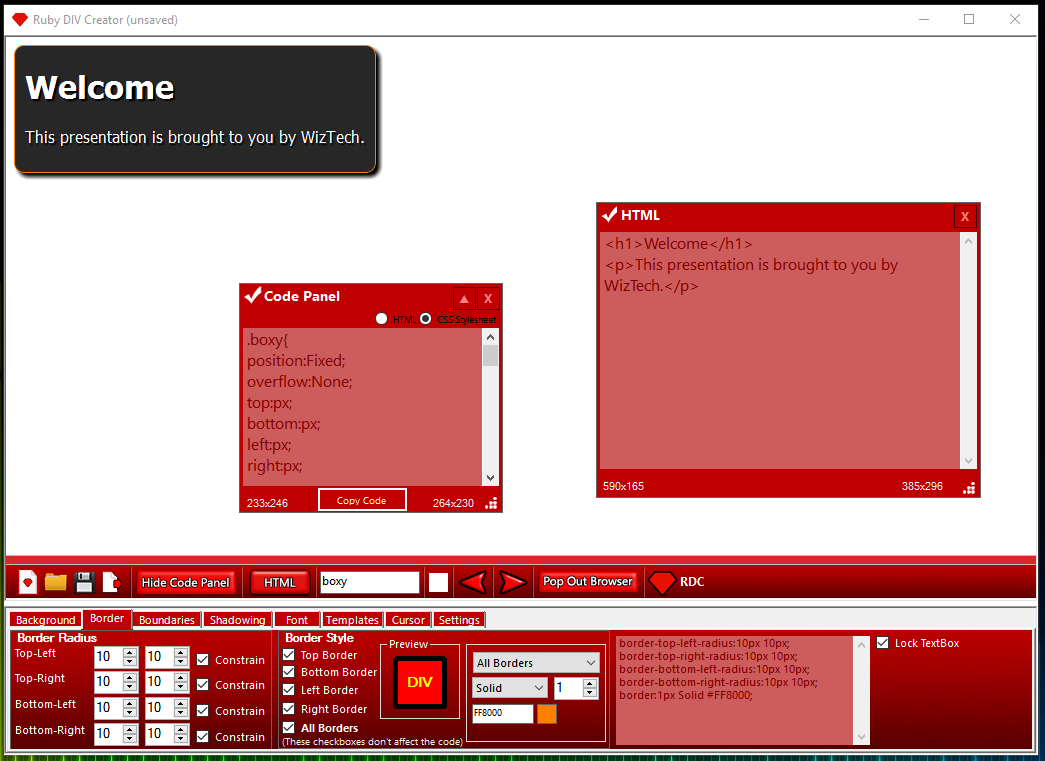 Ruby DIV Creator (unsaved)
Welcome
This presentation is brought to you by WizTech.
HTML
X
<h1>Welcome</h1>
<p>This presentation is brought to you by
WizTech.</p>
590x165
385x296
Code Panel
X
HTML
CSS Stylesheet
.boxy{
position:Fixed;
overflow:None;
top:px;
bottom:px;
left:px;
right:px;
233x246
Copy Code
264x230
Hide Code Panel
HTML
boxy
Pop Out Browser
RDC
Background
Border
Boundaries
Shadowing
Font
Templates
Cursor
Settings
Border Radius
Top-Left
10
10
Constrain
Top-Right
10
10
Constrain
Bottom-Left
10
10
Constrain
Bottom-Right
10
10
Constrain
Border Style
Top Border
Bottom Border
Left Border
Right Border
All Borders
(These checkboxes don't affect the code)
Preview
DIV
All Borders
Solid
1
FF8000
border-top-left-radius:10px 10px;
border-top-right-radius:10px 10px;
border-bottom-left-radius:10px 10px;
border-bottom-right-radius:10px 10px;
border:1px Solid #FF8000;
Lock TextBox